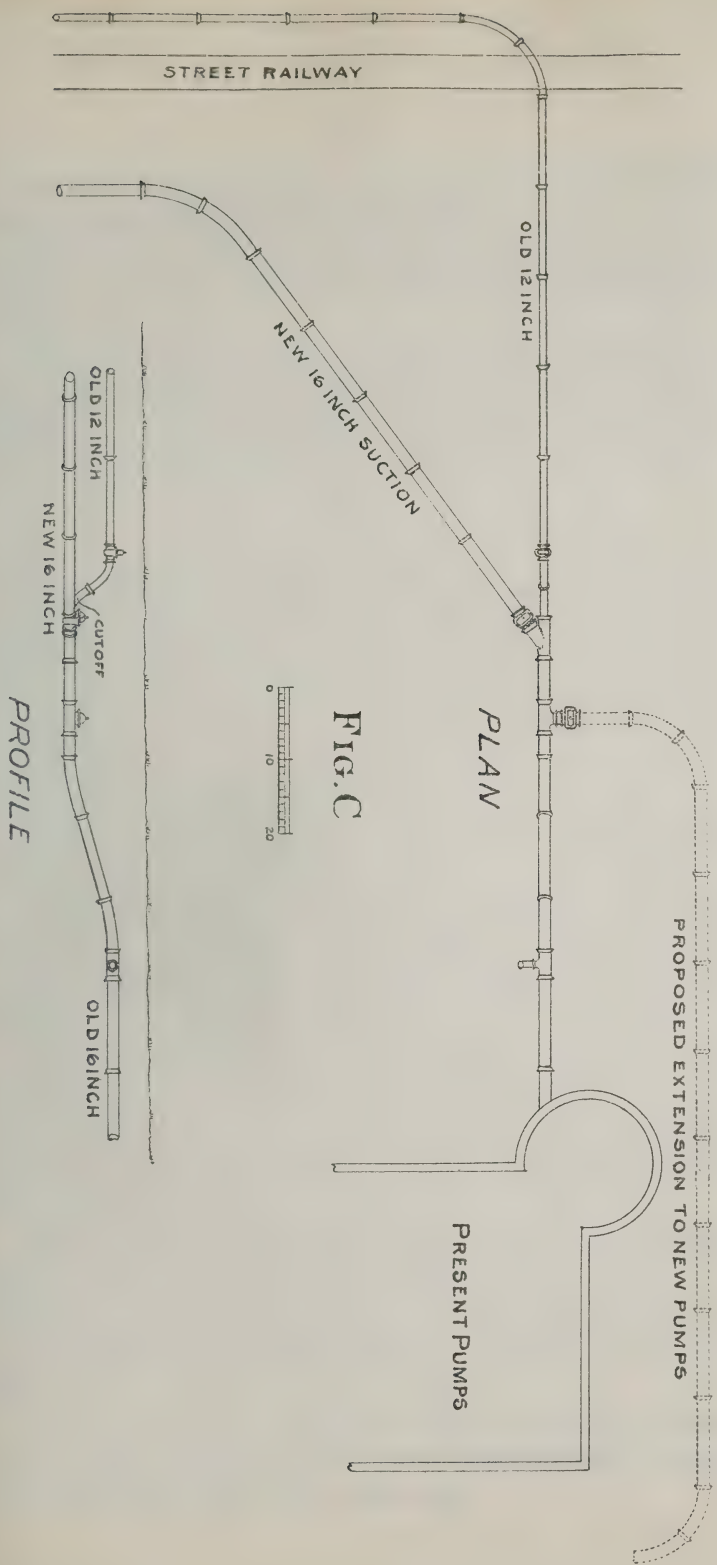 STREET RAILWAY
OLD 12 INCH
NEW 16 INCH SUCTION
PROPOSED EXTENSION TO NEW PUMPS
PLAN
PRESENT PUMPS
FIG. C
0 10 20
OLD 12 INCH
NEW 16 INCH
CUTOFF
OLD 16 INCH
PROFILE